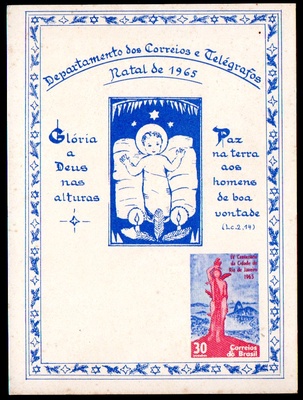 Departamento dos Correios e Telégrafos
Natal de 1965
Glória
a
Deus
nas
alturas
Paz
na terra
aos
homens
de boa
vontade
(Lc. 2, 14)
IV Centenário
da Cidade do
Rio de Janeiro
1965
30
Correios
do Brasil